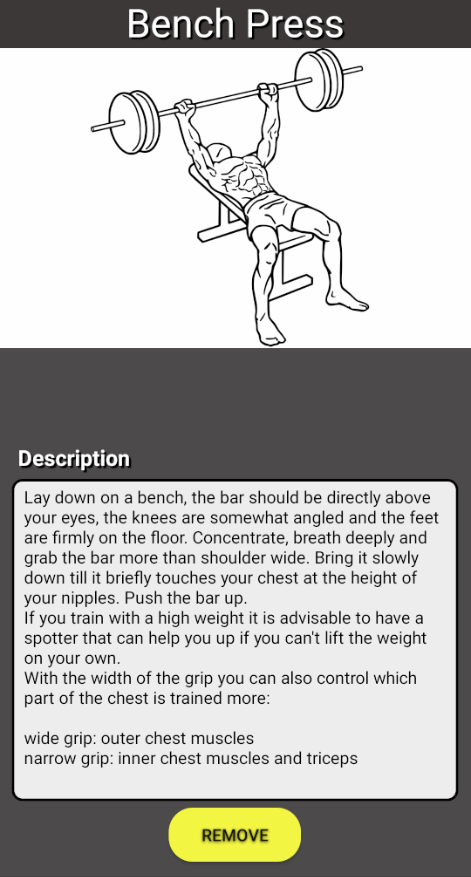 Bench Press
Description
Lay down on a bench, the bar should be directly above
your eyes, the knees are somewhat angled and the feet
are firmly on the floor. Concentrate, breath deeply and
grab the bar more than shoulder wide. Bring it slowly
down till it briefly touches your chest at the height of
your nipples. Push the bar up.
If you train with a high weight it is advisable to have a
spotter that can help you up if you can't lift the weight
on your own.
With the width of the grip you can also control which
part of the chest is trained more:
wide grip: outer chest muscles
narrow grip: inner chest muscles and triceps
REMOVE